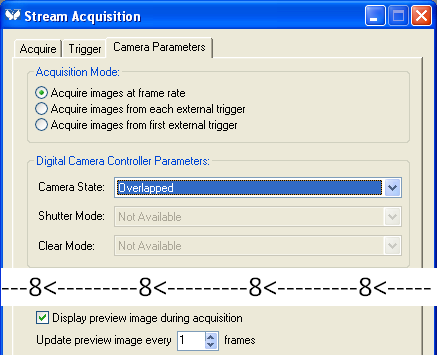 Stream Acquisition
Acquire Trigger Camera Parameters
Acquisition Mode:
Acquire images at frame rate
Acquire images from each external trigger
Acquire images from first external trigger
Digital Camera Controller Parameters:
Camera State: Overlapped
Shutter Mode: Not Available
Clear Mode: Not Available
---8<---------8<---------8<---------8<-----
Display preview image during acquisition
Update preview image every 1 frames